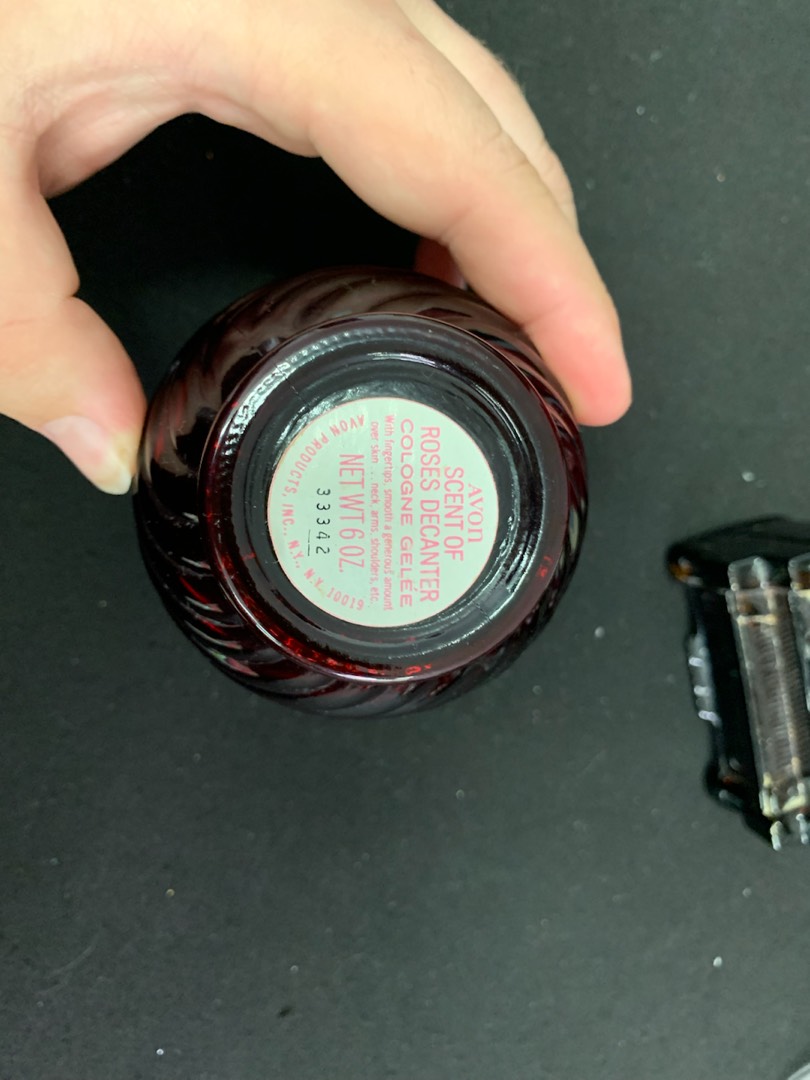 AVON
SCENT OF
ROSES DECANTER
COLOGNE GELÉE
With fingertips, smooth a generous amount
over skin . . . neck, arms, shoulders, etc.
NET WT 6 OZ.
33342
AVON PRODUCTS, INC., N.Y., N.Y. 10019